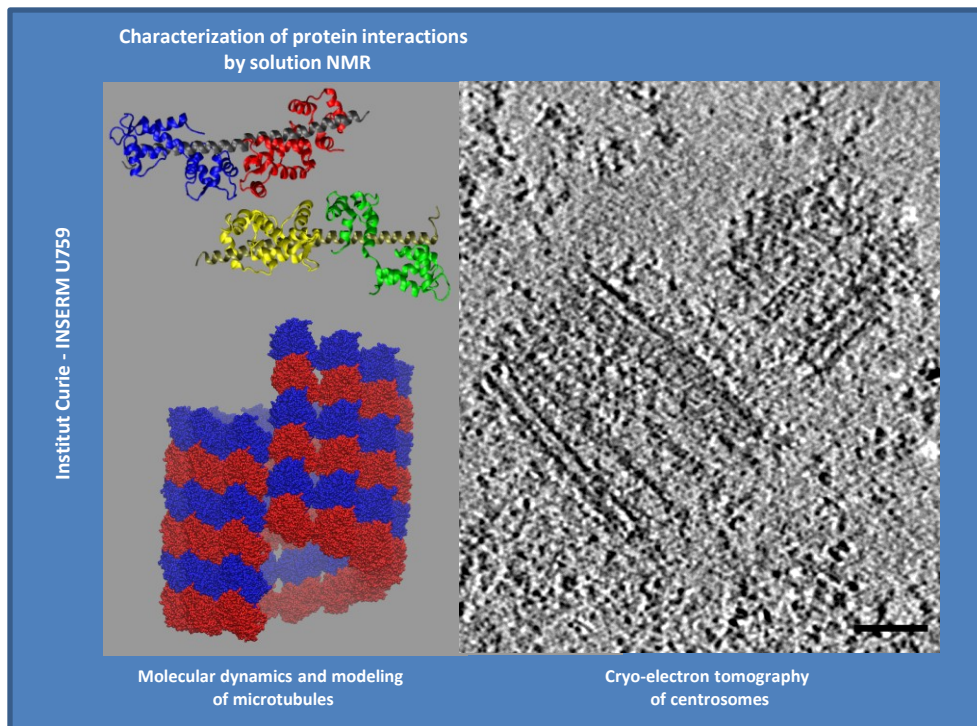 Characterization of protein interactions
by solution NMR
Institut Curie - INSERM U759
Molecular dynamics and modeling
of microtubules
Cryo-electron tomography
of centrosomes